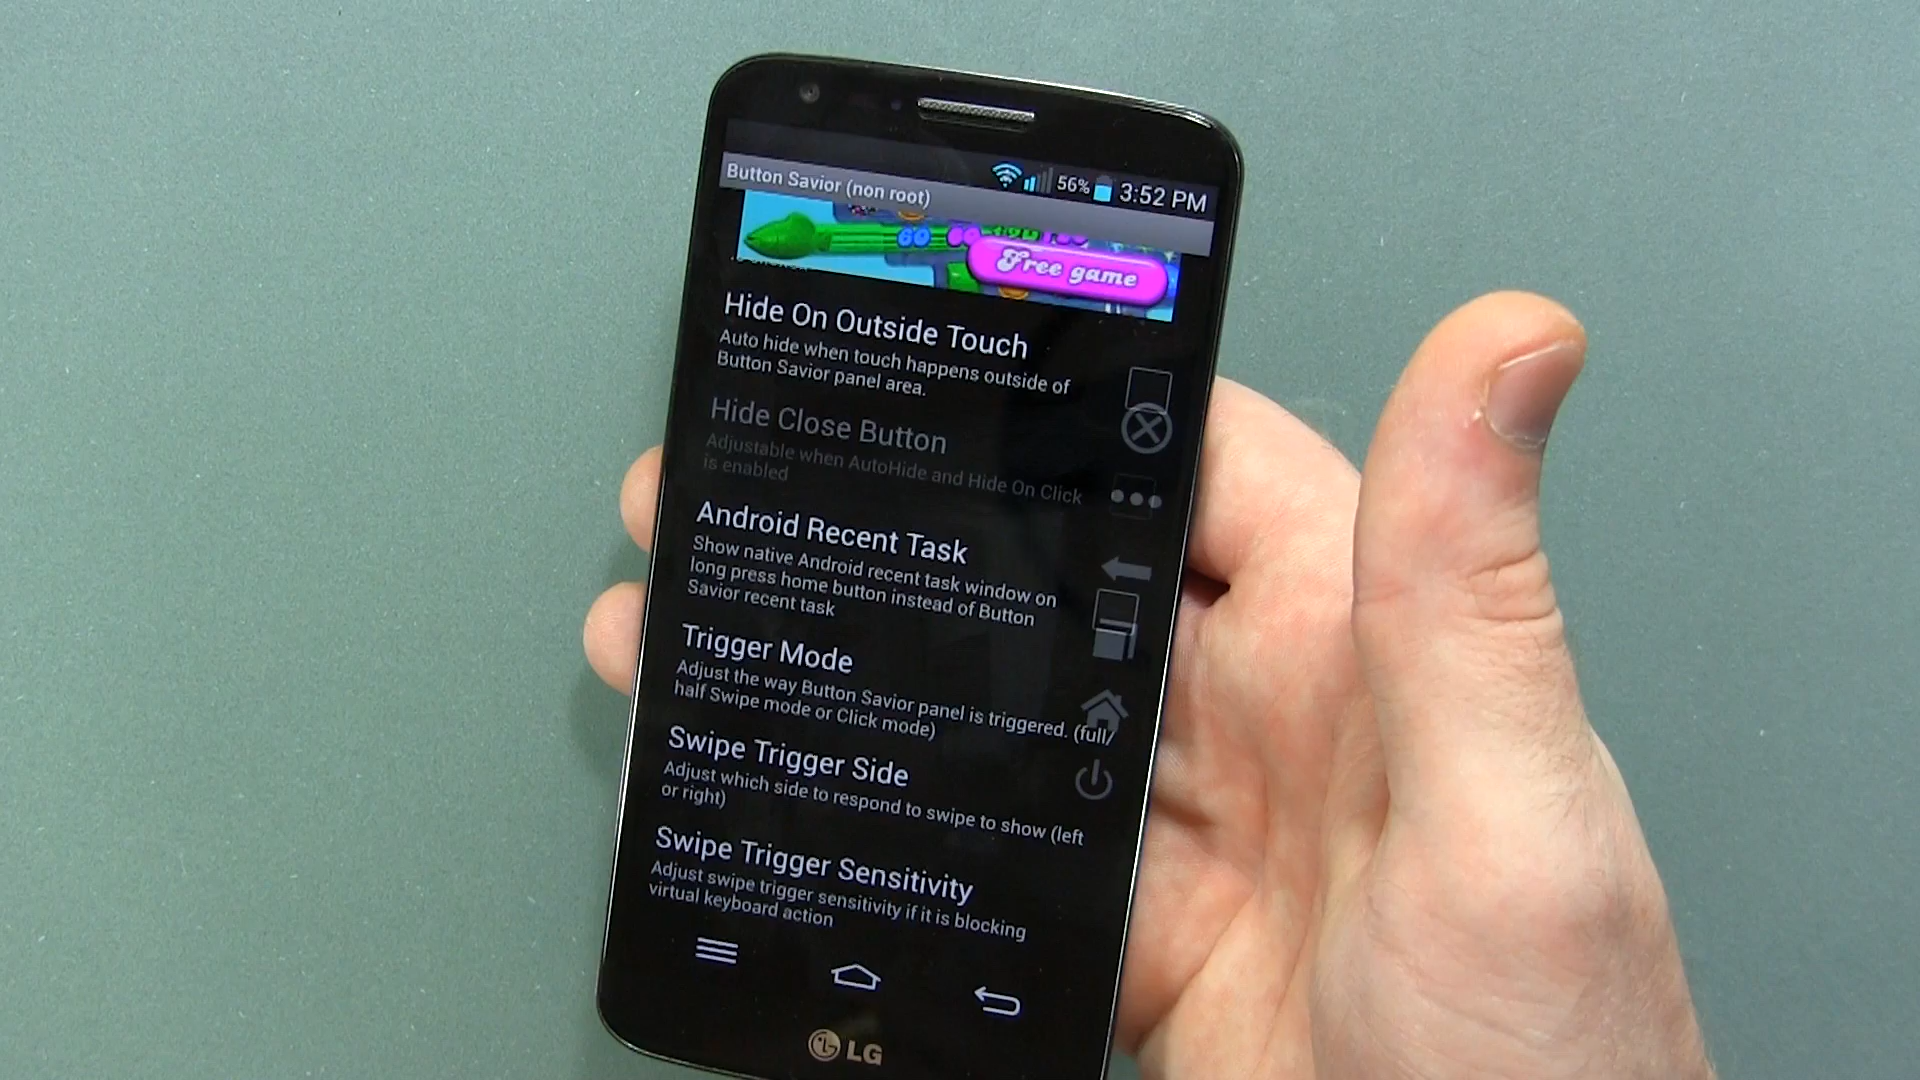 56% 3:52 PM
Button Savior (non root)
60 60
Free game
Hide On Outside Touch
Auto hide when touch happens outside of
Button Savior panel area.
Hide Close Button
Adjustable when AutoHide and Hide On Click
is enabled
Android Recent Task
Show native Android recent task window on
long press home button instead of Button
Savior recent task
Trigger Mode
Adjust the way Button Savior panel is triggered. (full/
half Swipe mode or Click mode)
Swipe Trigger Side
Adjust which side to respond to swipe to show (left
or right)
Swipe Trigger Sensitivity
Adjust swipe trigger sensitivity if it is blocking
virtual keyboard action
LG